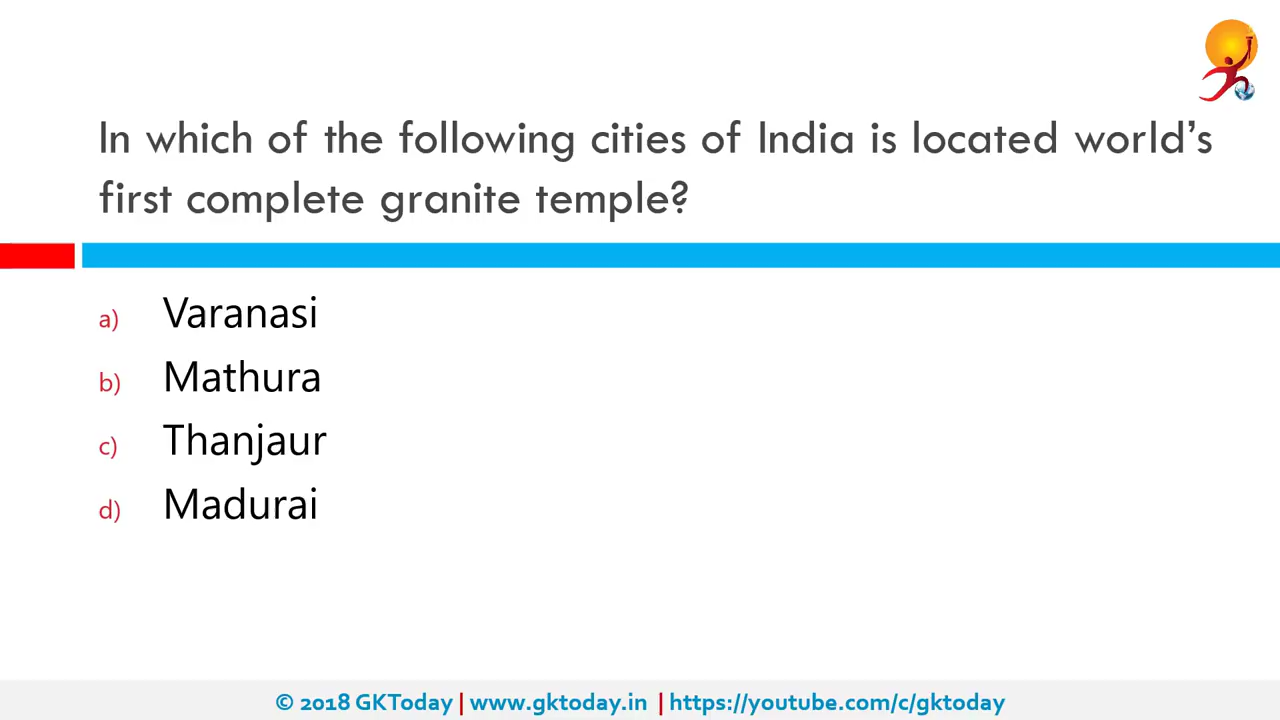 In which of the following cities of India is located world's
first complete granite temple?
a) Varanasi
b) Mathura
c) Thanjaur
d) Madurai
© 2018 GKToday | www.gktoday.in | https://youtube.com/c/gktoday